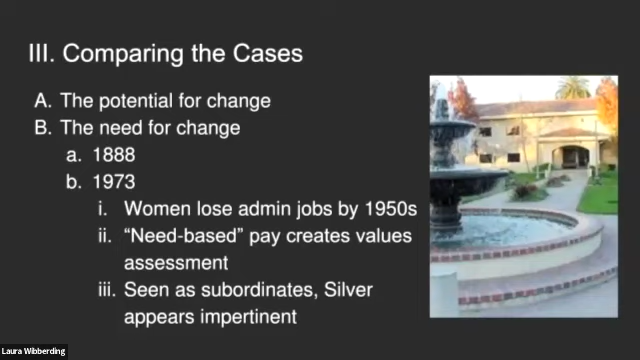 III. Comparing the Cases
A. The potential for change
B. The need for change
a. 1888
b. 1973
i. Women lose admin jobs by 1950s
ii. “Need-based” pay creates values
assessment
iii. Seen as subordinates, Silver
appears impertinent
Laura Wibberding